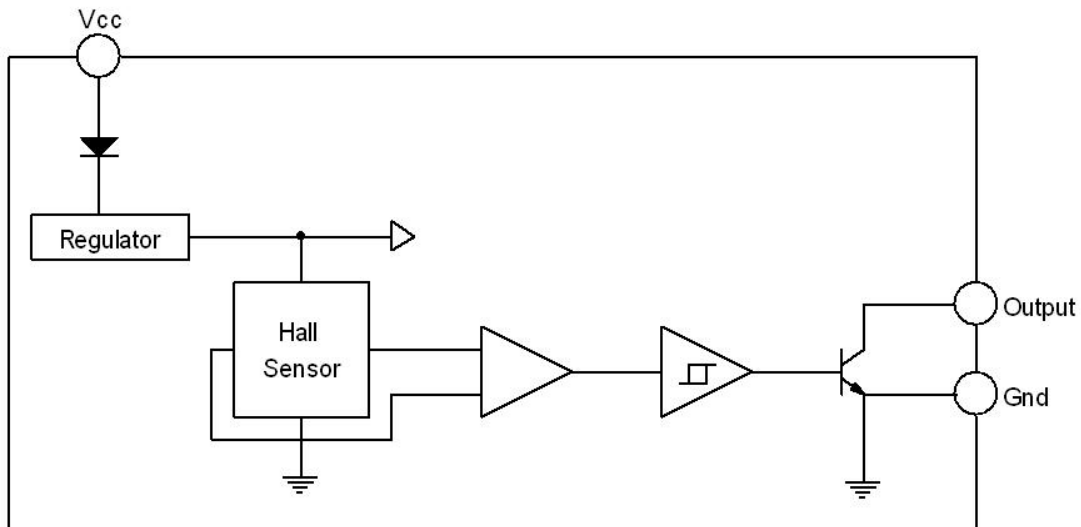 Vcc
Regulator
Hall
Sensor
Output
Gnd